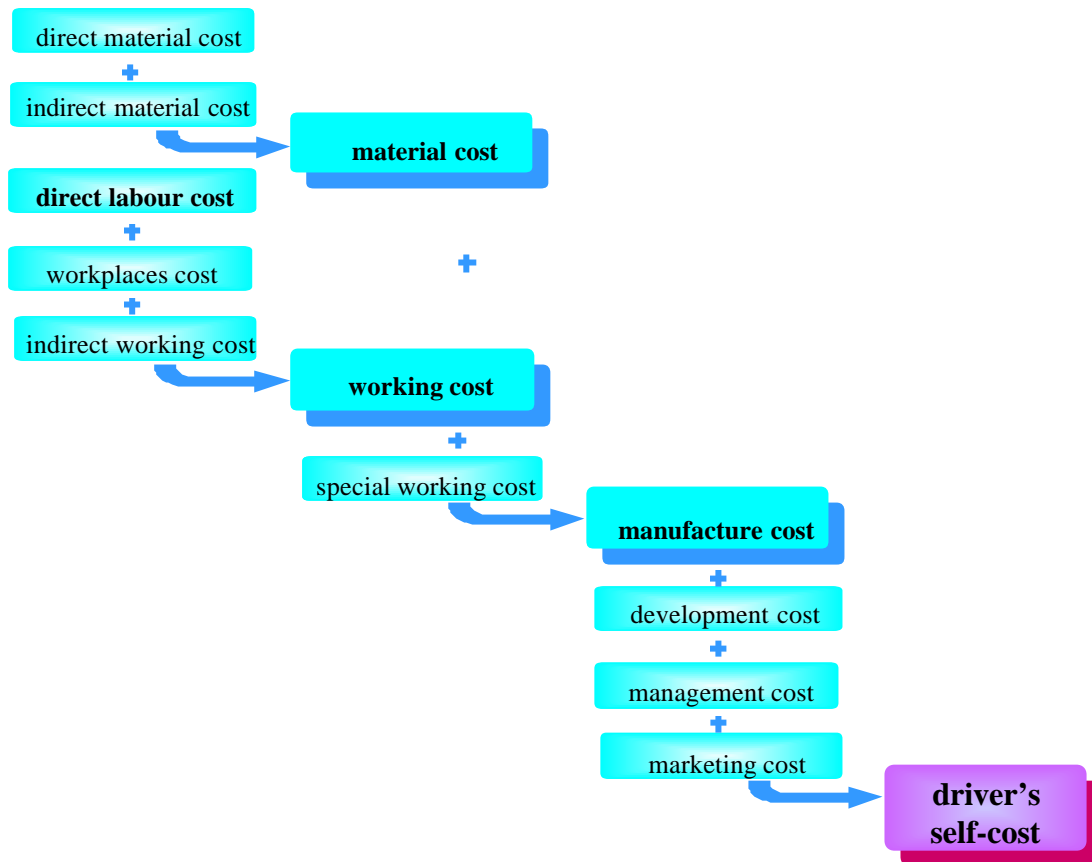 direct material cost
+
indirect material cost
material cost
direct labour cost
+
workplaces cost
+
+
indirect working cost
working cost
+
special working cost
manufacture cost
+
development cost
+
management cost
+
marketing cost
driver’s
self-cost